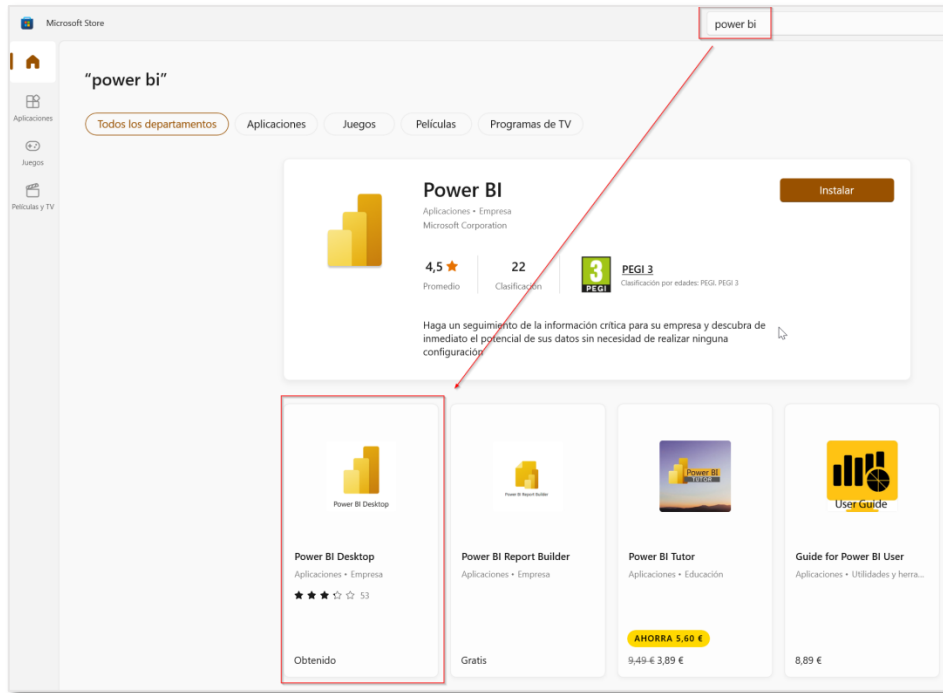 Microsoft Store
power bi
Aplicaciones
Juegos
Películas y TV
“power bi”
Todos los departamentos
Aplicaciones
Juegos
Películas
Programas de TV
Power BI
Aplicaciones • Empresa
Microsoft Corporation
Instalar
4,5
Promedio
22
Clasificación
3
PEGI
PEGI 3
Clasificación por edades: PEGI. PEGI 3
Haga un seguimiento de la información crítica para su empresa y descubra de
inmediato el potencial de sus datos sin necesidad de realizar ninguna
configuración
Power BI Desktop
Power BI Desktop
Aplicaciones • Empresa
53
Obtenido
Power BI Report Builder
Power BI Report Builder
Aplicaciones • Empresa
Gratis
Power BI
TUTOR
Power BI Tutor
Aplicaciones • Educación
AHORRA 5,60 €
9,49 € 3,89 €
User Guide
Guide for Power BI User
Aplicaciones • Utilidades y herra...
8,89 €